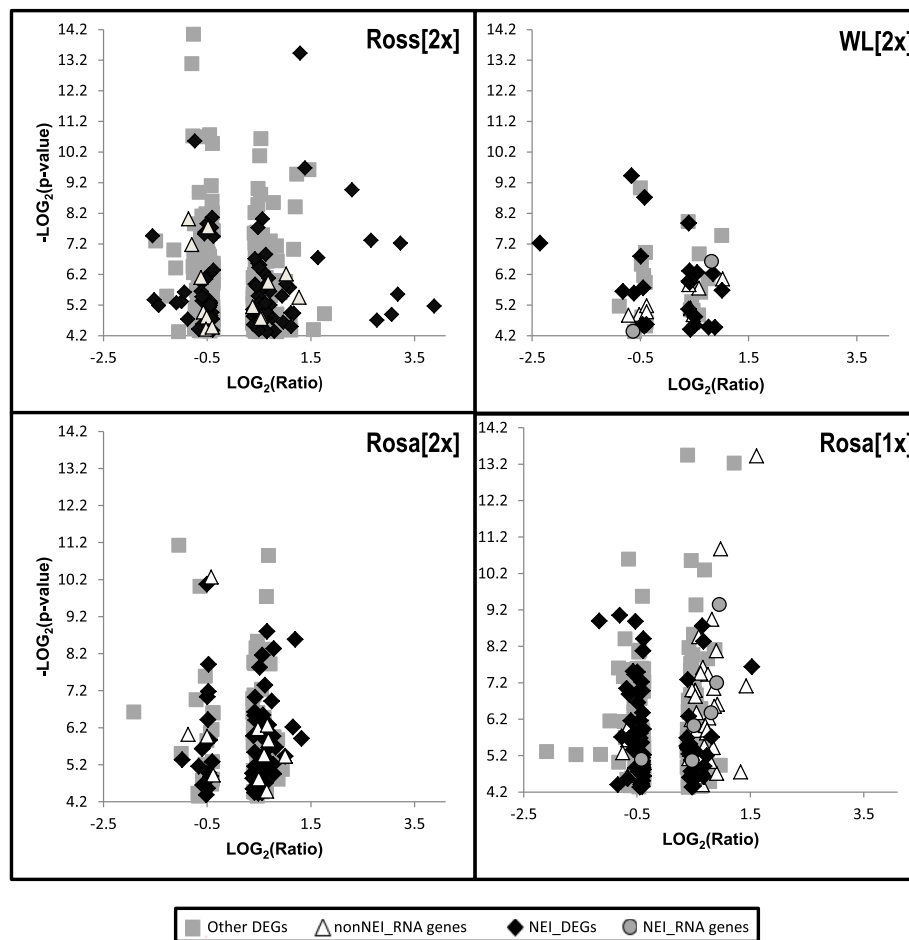 Ross[2x]
14.2
13.2
12.2
11.2
10.2
9.2
8.2
7.2
6.2
5.2
4.2
-LOG2(p-value)
-2.5 -0.5 1.5 3.5
LOG2(Ratio)
WL[2x]
14.2
13.2
12.2
11.2
10.2
9.2
8.2
7.2
6.2
5.2
4.2
-2.5 -0.5 1.5 3.5
LOG2(Ratio)
Rosa[2x]
14.2
13.2
12.2
11.2
10.2
9.2
8.2
7.2
6.2
5.2
4.2
-LOG2(p-value)
-2.5 -0.5 1.5 3.5
LOG2(Ratio)
Rosa[1x]
14.2
13.2
12.2
11.2
10.2
9.2
8.2
7.2
6.2
5.2
4.2
-2.5 -0.5 1.5 3.5
LOG2(Ratio)
Other DEGs nonNEI_RNA genes NEI_DEGs NEI_RNA genes